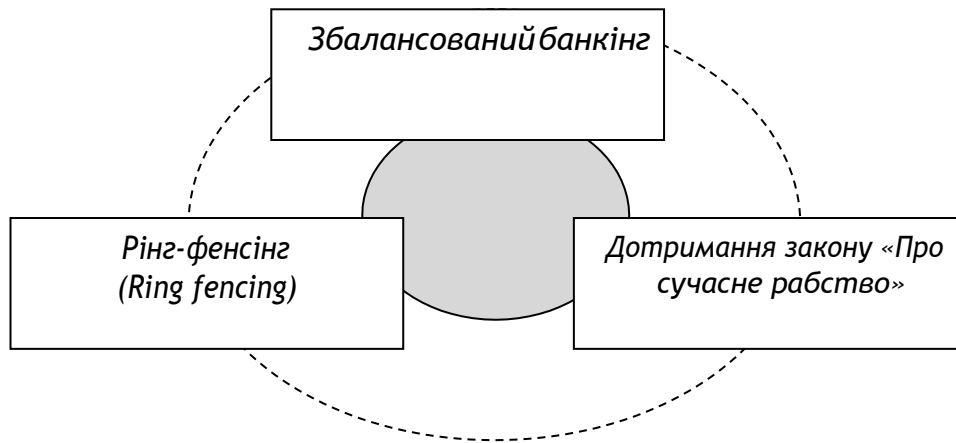 Збалансований банкінг
Рінг-фенсінг
(Ring fencing)
Дотримання закону «Про
сучасне рабство»